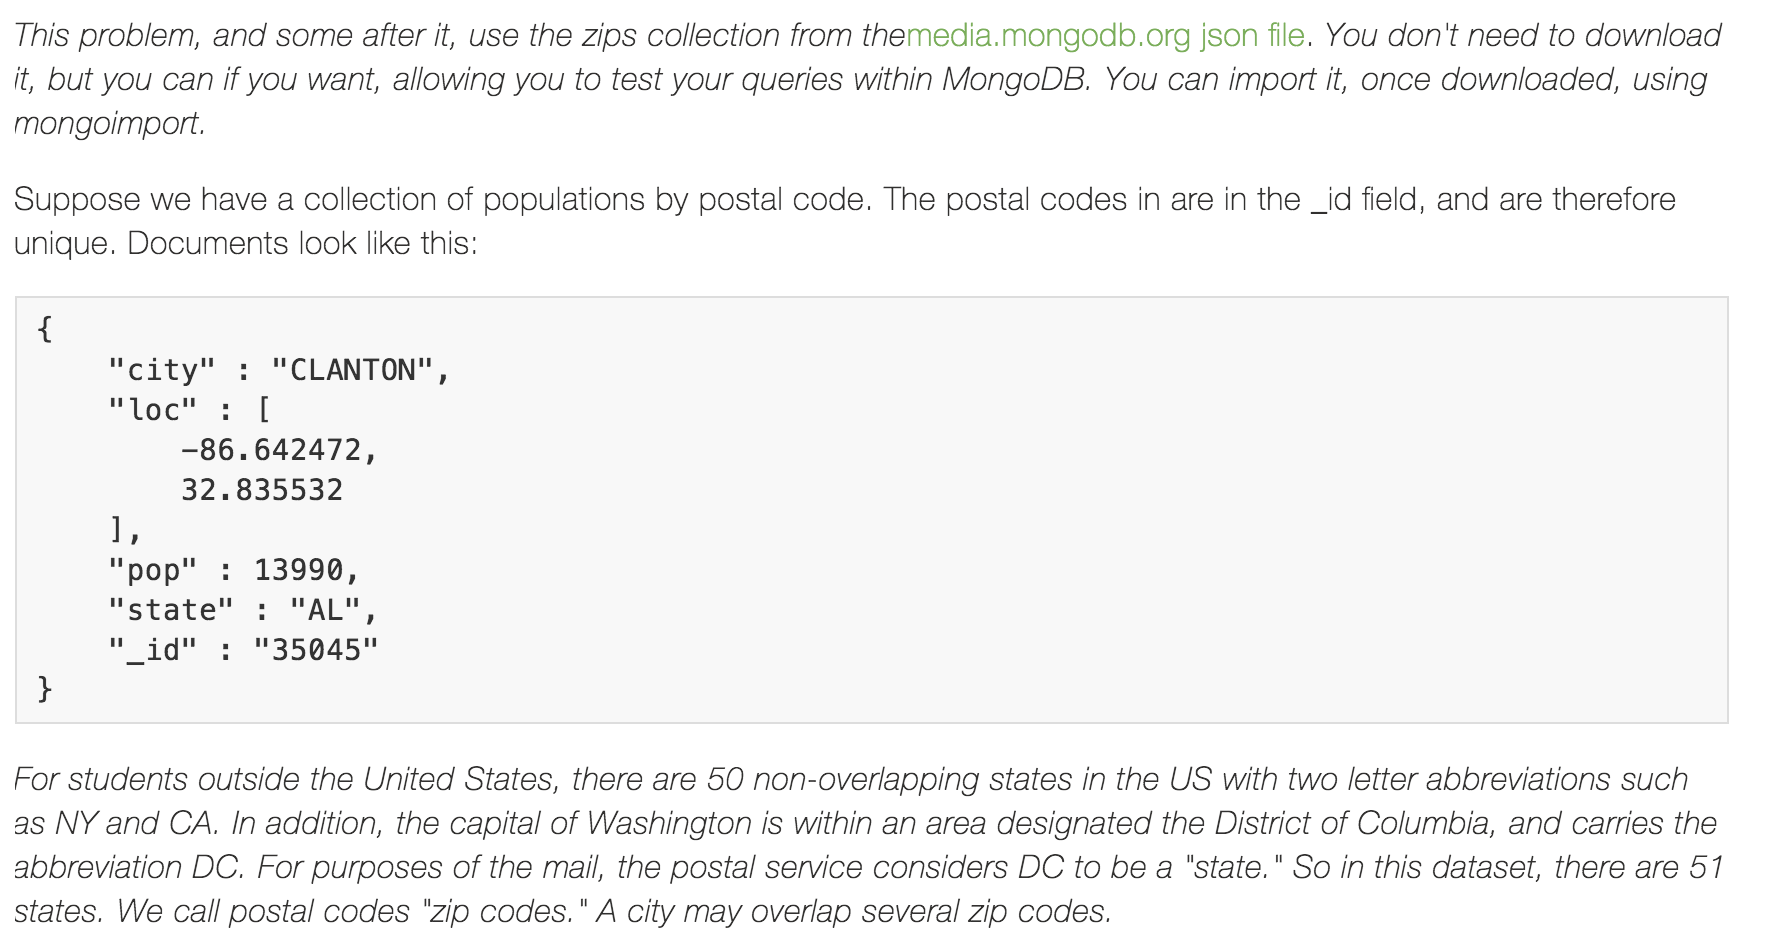 This problem, and some after it, use the zips collection from themedia.mongodb.org json file. You don't need to download
it, but you can if you want, allowing you to test your queries within MongoDB. You can import it, once downloaded, using
mongoimport.
Suppose we have a collection of populations by postal code. The postal codes in are in the _id field, and are therefore
unique. Documents look like this:
{
"city" : "CLANTON",
"loc" : [
-86.642472,
32.835532
],
"pop" : 13990,
"state" : "AL",
"_id" : "35045"
}
For students outside the United States, there are 50 non-overlapping states in the US with two letter abbreviations such
as NY and CA. In addition, the capital of Washington is within an area designated the District of Columbia, and carries the
abbreviation DC. For purposes of the mail, the postal service considers DC to be a "state." So in this dataset, there are 51
states. We call postal codes "zip codes." A city may overlap several zip codes.